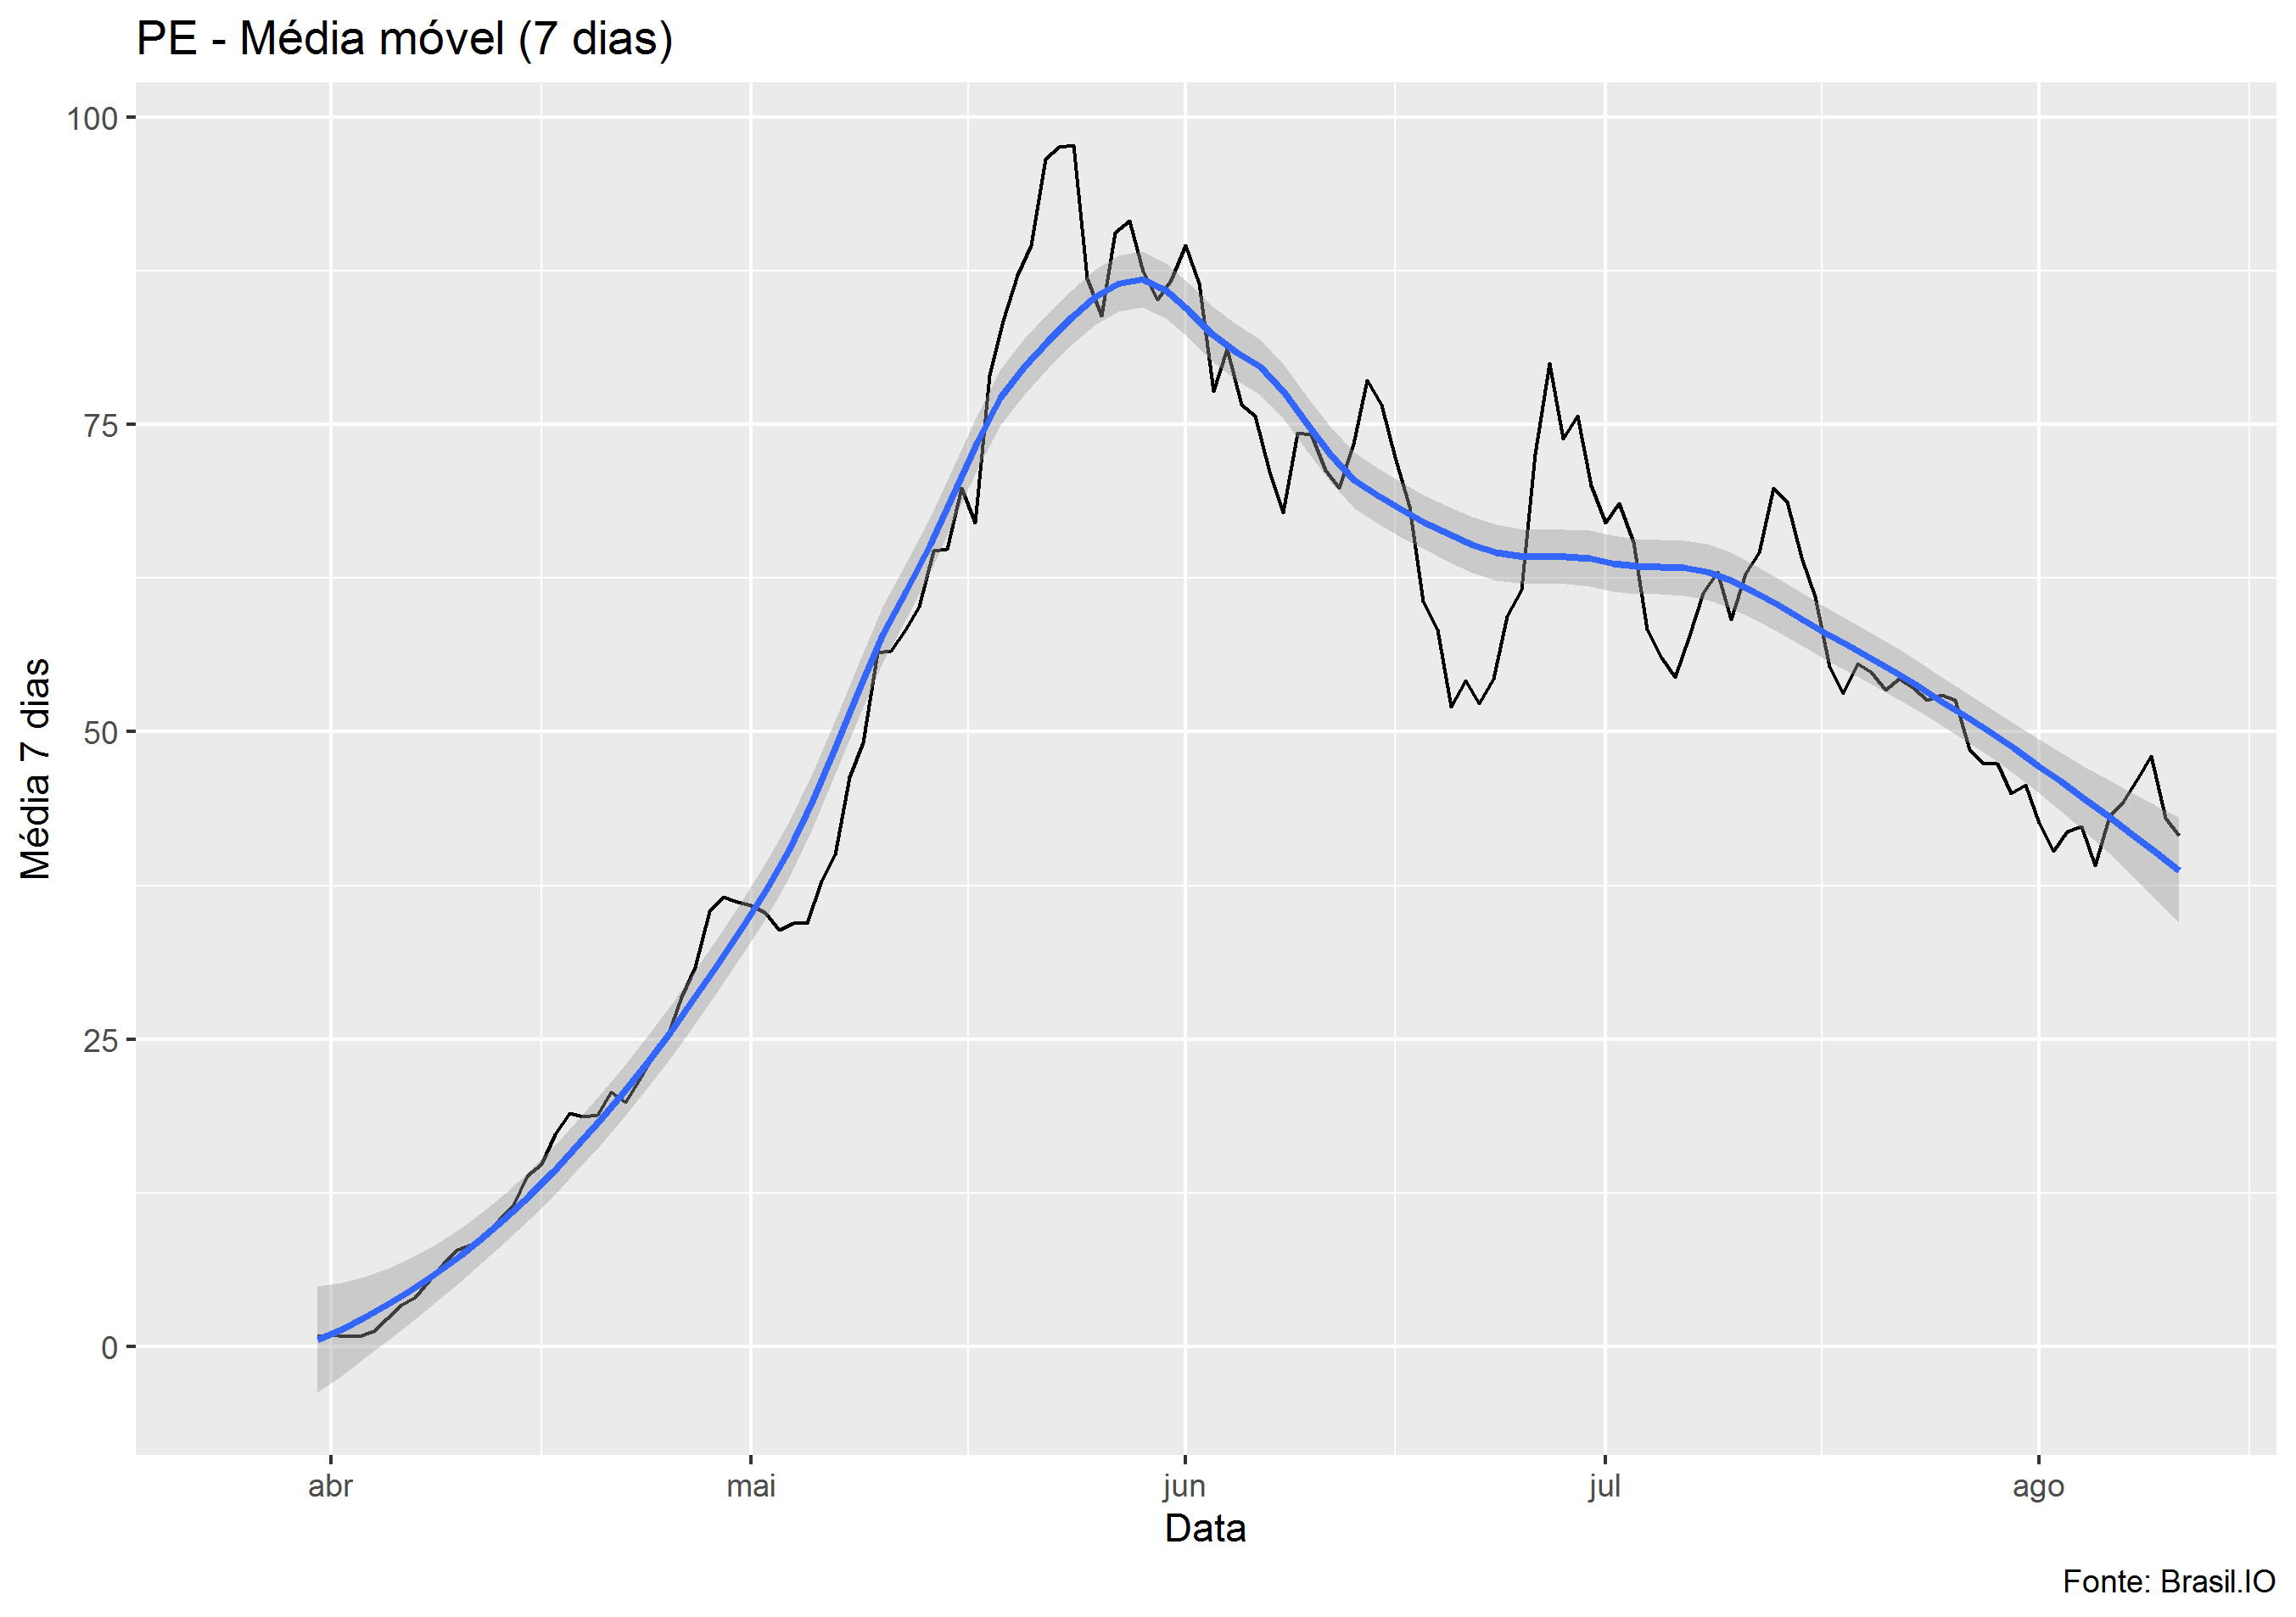 PE - Média móvel (7 dias)
100
75
50
25
0
Média 7 dias
abr
mai
jun
jul
ago
Data
Fonte: Brasil.IO